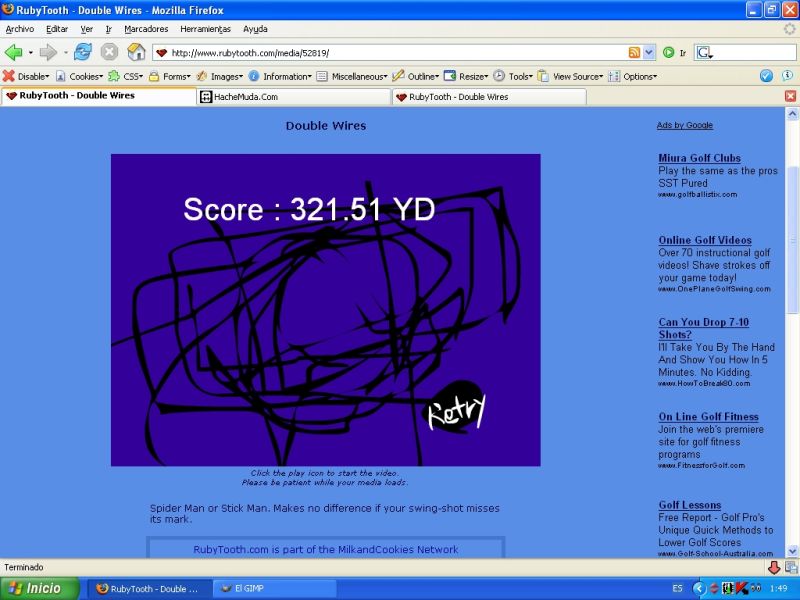 RubyTooth - Double Wires - Mozilla Firefox
Archivo Editar Ver Ir Marcadores Herramientas Ayuda
http://www.rubytooth.com/media/52819/ Ir
Disable Cookies CSS Forms Images Information Miscellaneous Outline Resize Tools View Source Options
RubyTooth - Double Wires HacheMuda.Com RubyTooth - Double Wires
Double Wires
Score : 321.51 YD
Retry
Click the play icon to start the video.
Please be patient while your media loads.
Spider Man or Stick Man. Makes no difference if your swing-shot misses
its mark.
RubyTooth.com is part of the MilkandCookies Network
Ads by Google
Miura Golf Clubs
Play the same as the pros
SST Pured
www.golfballistix.com
Online Golf Videos
Over 70 instructional golf
videos! Shave strokes off
your game today!
www.OnePlaneGolfSwing.com
Can You Drop 7-10
Shots?
I'll Take You By The Hand
And Show You How In 5
Minutes. No Kidding.
www.HowToBreak80.com
On Line Golf Fitness
Join the web's premiere
site for golf fitness
programs
www.FitnessforGolf.com
Golf Lessons
Free Report - Golf Pro's
Unique Quick Methods to
Lower Golf Scores
www.Golf-School-Australia.com
Terminado
Inicio RubyTooth - Double ... El GIMP ES 1:49